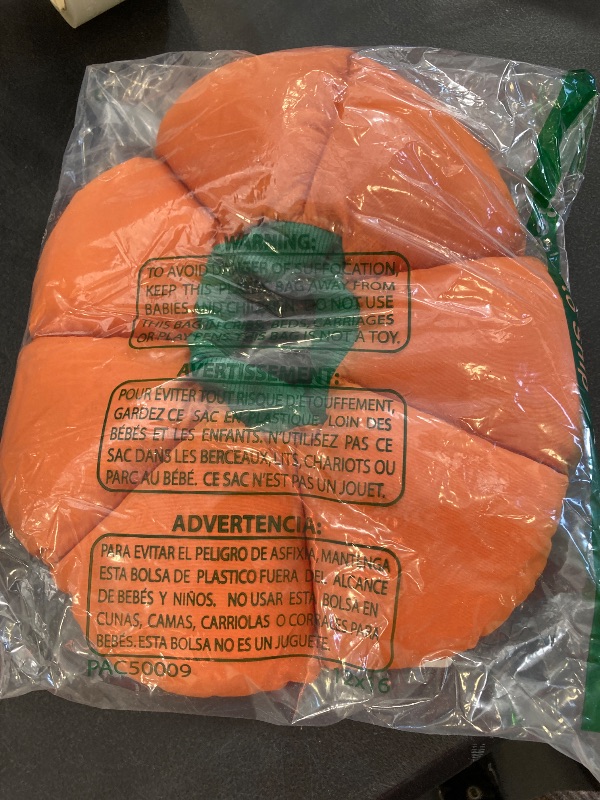 WARNING:
TO AVOID DANGER OF SUFFOCATION,
KEEP THIS PLASTIC BAG AWAY FROM
BABIES AND CHILDREN. DO NOT USE
THIS BAG IN CRIBS, BEDS, CARRIAGES
OR PLAY PENS. THIS BAG IS NOT A TOY.
AVERTISSEMENT:
POUR EVITER TOUT RISQUE D'ETOUFFEMENT,
GARDEZ CE SAC EN PLASTIQUE LOIN DES
BÉBÉS ET LES ENFANTS. N'UTILISEZ PAS CE
SAC DANS LES BERCEAUX, LITS, CHARIOTS OU
PARC AU BÉBÉ. CE SAC N'EST PAS UN JOUET.
ADVERTENCIA:
PARA EVITAR EL PELIGRO DE ASFIXIA, MANTENGA
ESTA BOLSA DE PLASTICO FUERA DEL ALCANCE
DE BEBÉS Y NIÑOS. NO USAR ESTA BOLSA EN
CUNAS, CAMAS, CARRIOLAS O CORRALES PARA
BEBÉS. ESTA BOLSA NO ES UN JUGUETE.
PAC50009 12x16